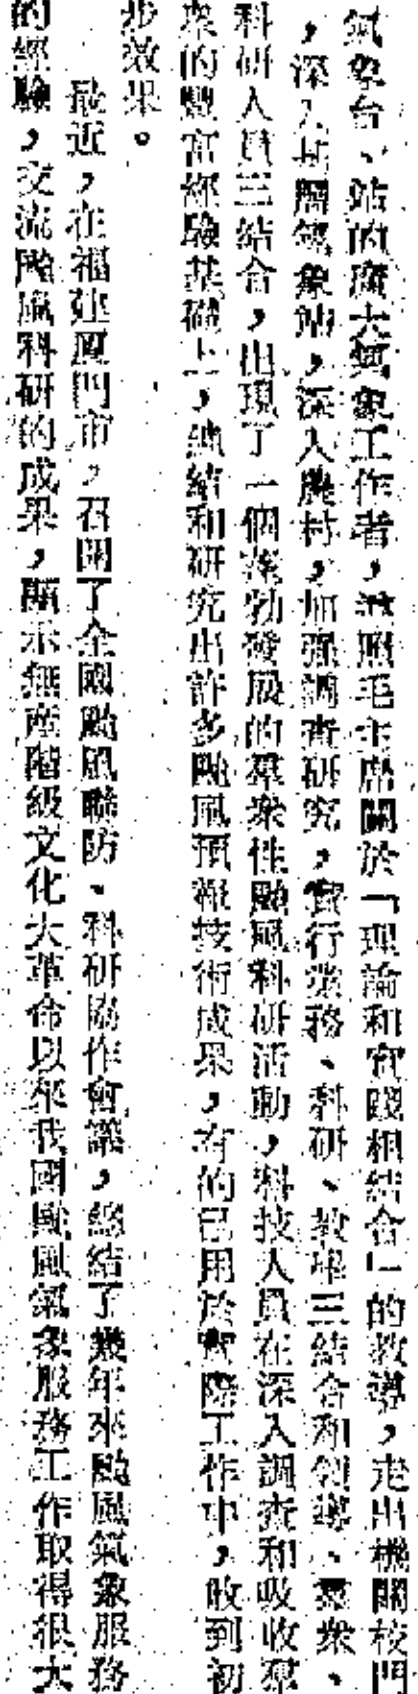 氣象台、站的廣大氣象工作者，遵照毛主席關於「理論和實踐相結合」的教導，走出機關校門
，深入基層氣象站，深入農村，加强調查研究，實行業務、科研、教學三結合和領導、羣衆、
科研人員三結合，出現了一個蓬勃發展的羣衆性颱風科研活動，科技人員在深入調查和吸收羣
衆的豐富經驗基礎上，總結和研究出許多颱風預報技術成果，有的已用於實際工作中，收到初
步效果。
最近，在福建厦門市，召開了全國颱風聯防、科研協作會議，總結了幾年來颱風氣象服務
的經驗，交流颱風科研的成果，顯示無產階級文化大革命以來我國颱風氣象服務工作取得很大